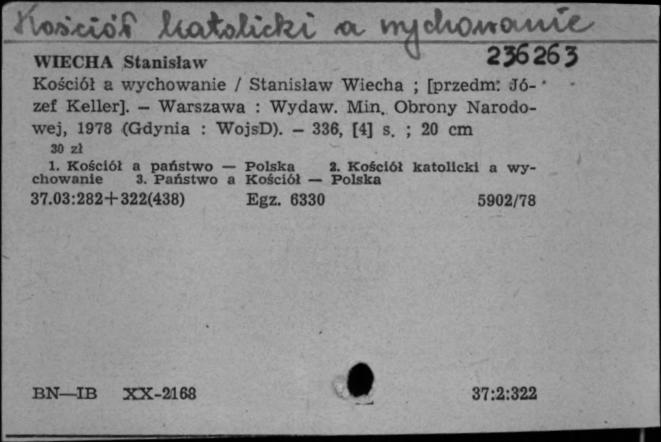 Kościół katolicki a wychowanie
236263
WIECHA Stanisław
Kościół a wychowanie / Stanisław Wiecha ; [przedm: Jó-
zef Keller]. — Warszawa : Wydaw. Min. Obrony Narodo-
wej, 1978 (Gdynia : WojsD). — 336, [4] s. ; 20 cm
30 zł
1. Kościół a państwo — Polska 2. Kościół katolicki a wy-
chowanie 3. Państwo a Kościół — Polska
37.03:282+322(438) Egz. 6330 5902/78
BN—IB XX-2168 37:2:322